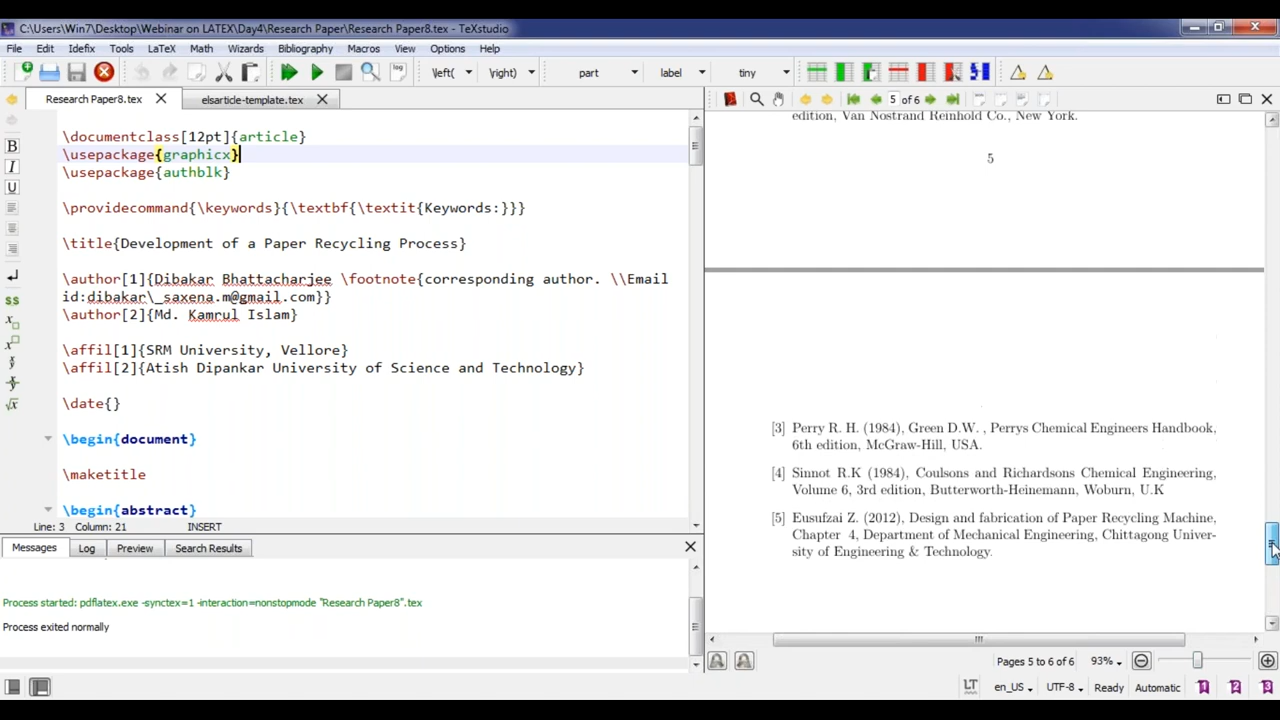 C:\Users\Win7\Desktop\Webinar on LATEX\Day4\Research Paper\Research Paper8.tex - TeXstudio
File Edit Idefix Tools LaTeX Math Wizards Bibliography Macros View Options Help
\left( \right) part label tiny
Research Paper8.tex elsarticle-template.tex
5 of 6
\documentclass[12pt]{article}
\usepackage{graphicx}
\usepackage{authblk}
\providecommand{\keywords}{\textbf{\textit{Keywords:}}}
\title{Development of a Paper Recycling Process}
\author[1]{Dibakar Bhattacharjee \footnote{corresponding author. \\Email
id:dibakar\_saxena.m@gmail.com}}
\author[2]{Md. Kamrul Islam}
\affil[1]{SRM University, Vellore}
\affil[2]{Atish Dipankar University of Science and Technology}
\date{}
\begin{document}
\maketitle
\begin{abstract}
Line: 3 Column: 21 INSERT
Messages Log Preview Search Results
Process started: pdflatex.exe -synctex=1 -interaction=nonstopmode "Research Paper8".tex
Process exited normally
edition, Van Nostrand Reinhold Co., New York.
5
[3] Perry R. H. (1984), Green D.W. , Perrys Chemical Engineers Handbook,
6th edition, McGraw-Hill, USA.
[4] Sinnot R.K (1984), Coulsons and Richardsons Chemical Engineering,
Volume 6, 3rd edition, Butterworth-Heinemann, Woburn, U.K
[5] Eusufzai Z. (2012), Design and fabrication of Paper Recycling Machine,
Chapter 4, Department of Mechanical Engineering, Chittagong Univer-
sity of Engineering & Technology.
Pages 5 to 6 of 6 93%
LT en_US UTF-8 Ready Automatic 1 2 3